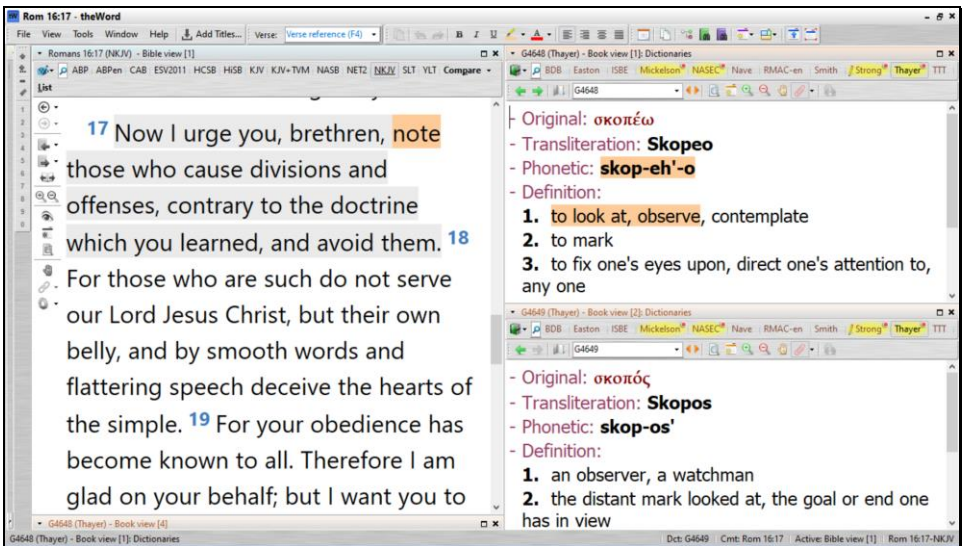 Rom 16:17 - theWord
File View Tools Window Help Add Titles... Verse: Verse reference (F4) B I U A
Romans 16:17 (NKJV) - Bible view [1]
ABP ABPen CAB ESV2011 HCSB HiSB KJV KJV+TVM NASB NET2 NKJV SLT YLT Compare
List
17 Now I urge you, brethren, note
those who cause divisions and
offenses, contrary to the doctrine
which you learned, and avoid them. 18
For those who are such do not serve
our Lord Jesus Christ, but their own
belly, and by smooth words and
flattering speech deceive the hearts of
the simple. 19 For your obedience has
become known to all. Therefore I am
glad on your behalf; but I want you to
G4648 (Thayer) - Book view [4]
G4648 (Thayer) - Book view [1]: Dictionaries
BDB Easton ISBE Mickelson NASEC Nave RMAC-en Smith Strong Thayer TTT
G4648
- Original: σκοπέω
- Transliteration: Skopeo
- Phonetic: skop-eh'-o
- Definition:
1. to look at, observe, contemplate
2. to mark
3. to fix one's eyes upon, direct one's attention to,
any one
G4649 (Thayer) - Book view [2]: Dictionaries
BDB Easton ISBE Mickelson NASEC Nave RMAC-en Smith Strong Thayer TTT
G4649
- Original: σκοπός
- Transliteration: Skopos
- Phonetic: skop-os'
- Definition:
1. an observer, a watchman
2. the distant mark looked at, the goal or end one
has in view
G4648 (Thayer) - Book view [1]: Dictionaries Dct: G4649 Cmt: Rom 16:17 Active: Bible view [1] Rom 16:17-NKJV